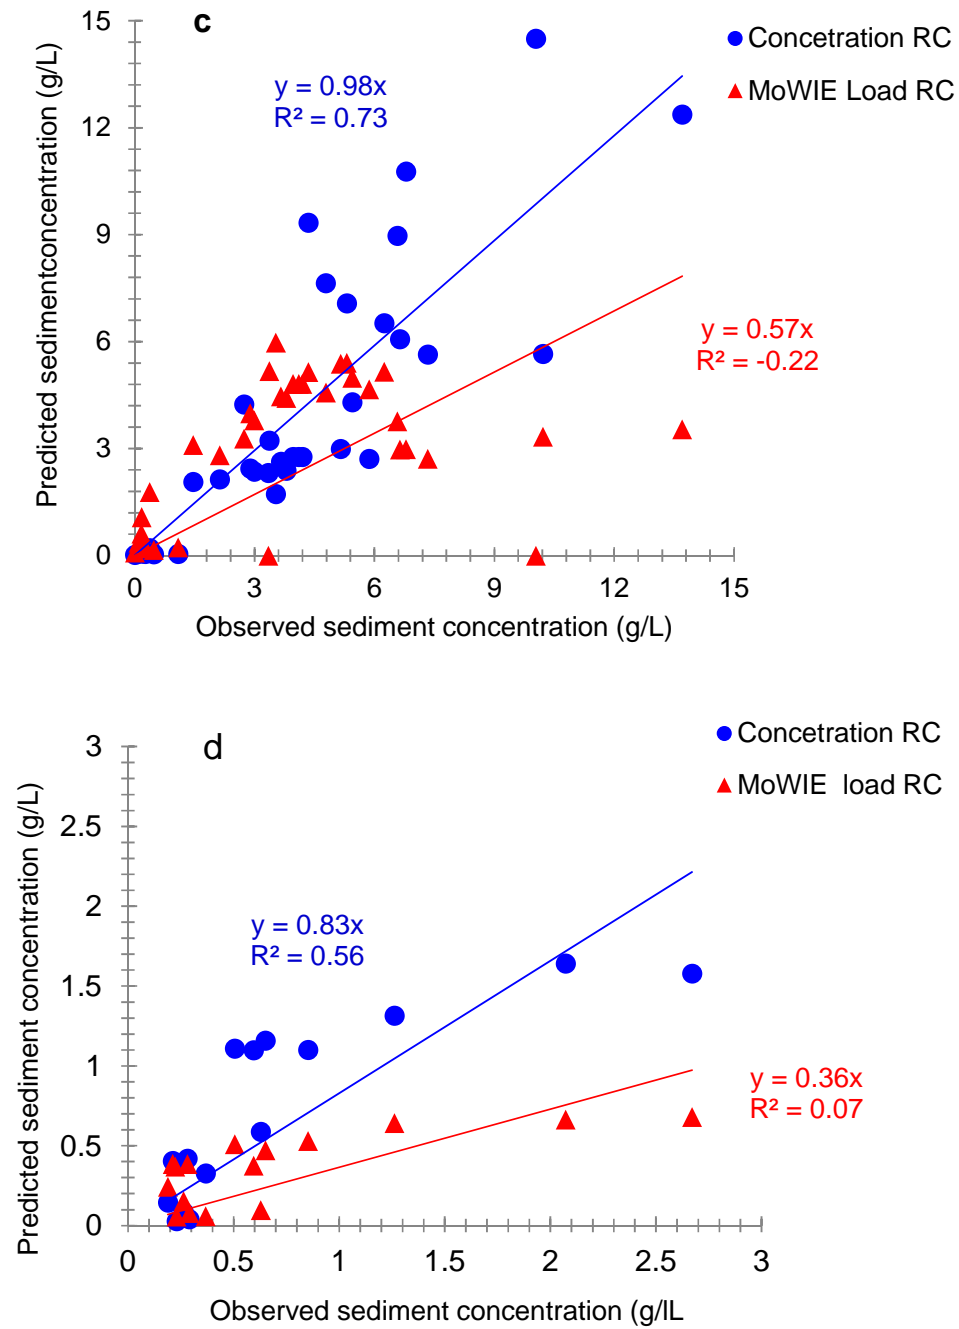 c
Concetration RC
MoWIE Load RC
y = 0.98x
R² = 0.73
y = 0.57x
R² = -0.22
Predicted sedimentconcentration (g/L)
15
12
9
6
3
0
0 3 6 9 12 15
Observed sediment concentration (g/L)
d
Concetration RC
MoWIE load RC
y = 0.83x
R² = 0.56
y = 0.36x
R² = 0.07
Predicted sediment concentration (g/L)
3
2.5
2
1.5
1
0.5
0
0 0.5 1 1.5 2 2.5 3
Observed sediment concentration (g/lL